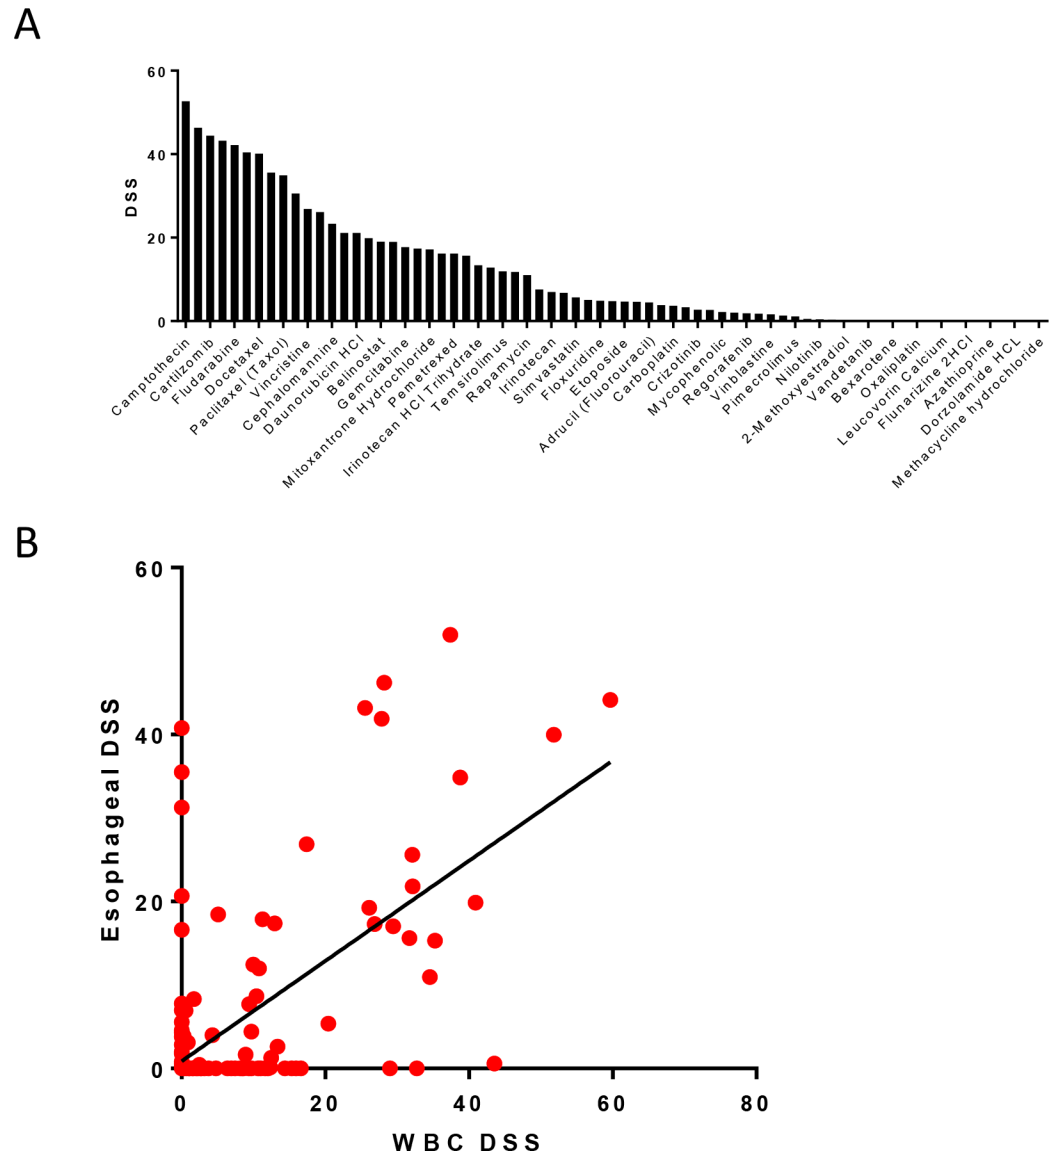 A
60
40
20
0
DSS
Camptothecin
Carfilzomib
Fludarabine
Docetaxel
Paclitaxel (Taxol)
Vincristine
Cephalomannine
Daunorubicin HCl
Belinostat
Gemcitabine
Mitoxantrone Hydrochloride
Pemetrexed
Irinotecan HCl Trihydrate
Temsirolimus
Rapamycin
Irinotecan
Simvastatin
Floxuridine
Etoposide
Adrucil (Fluorouracil)
Carboplatin
Crizotinib
Mycophenolic
Regorafenib
Vinblastine
Pimecrolimus
Nilotinib
2-Methoxyestradiol
Vandetanib
Bexarotene
Oxaliplatin
Leucovorin Calcium
Flunarizine 2HCl
Azathioprine
Dorzolamide HCL
Methacycline hydrochloride
B
60
40
20
0
Esophageal DSS
0 20 40 60 80
WBC DSS